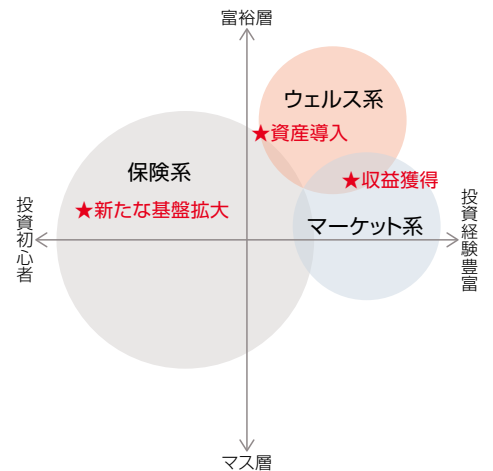 富裕層
ウェルス系
★資産導入
保険系
★収益獲得
★新たな基盤拡大
投資初心者
マーケット系
投資経験豊富
マス層